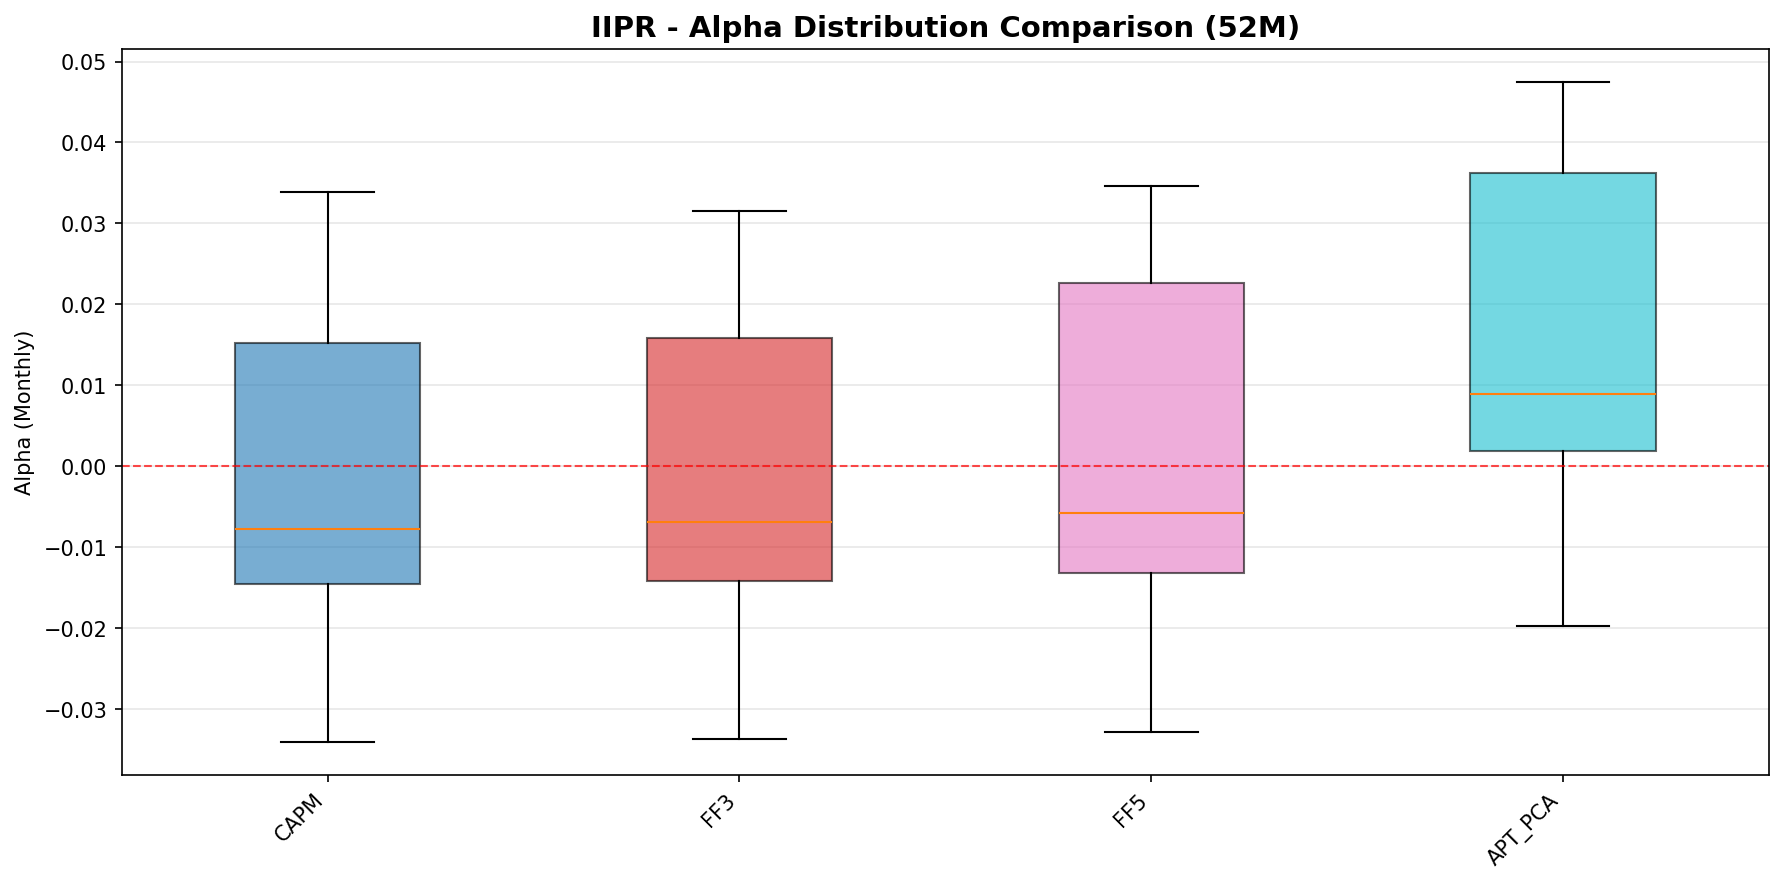 IIPR - Alpha Distribution Comparison (52M)
Alpha (Monthly)
0.05
0.04
0.03
0.02
0.01
0.00
−0.01
−0.02
−0.03
CAPM
FF3
FF5
APT_PCA